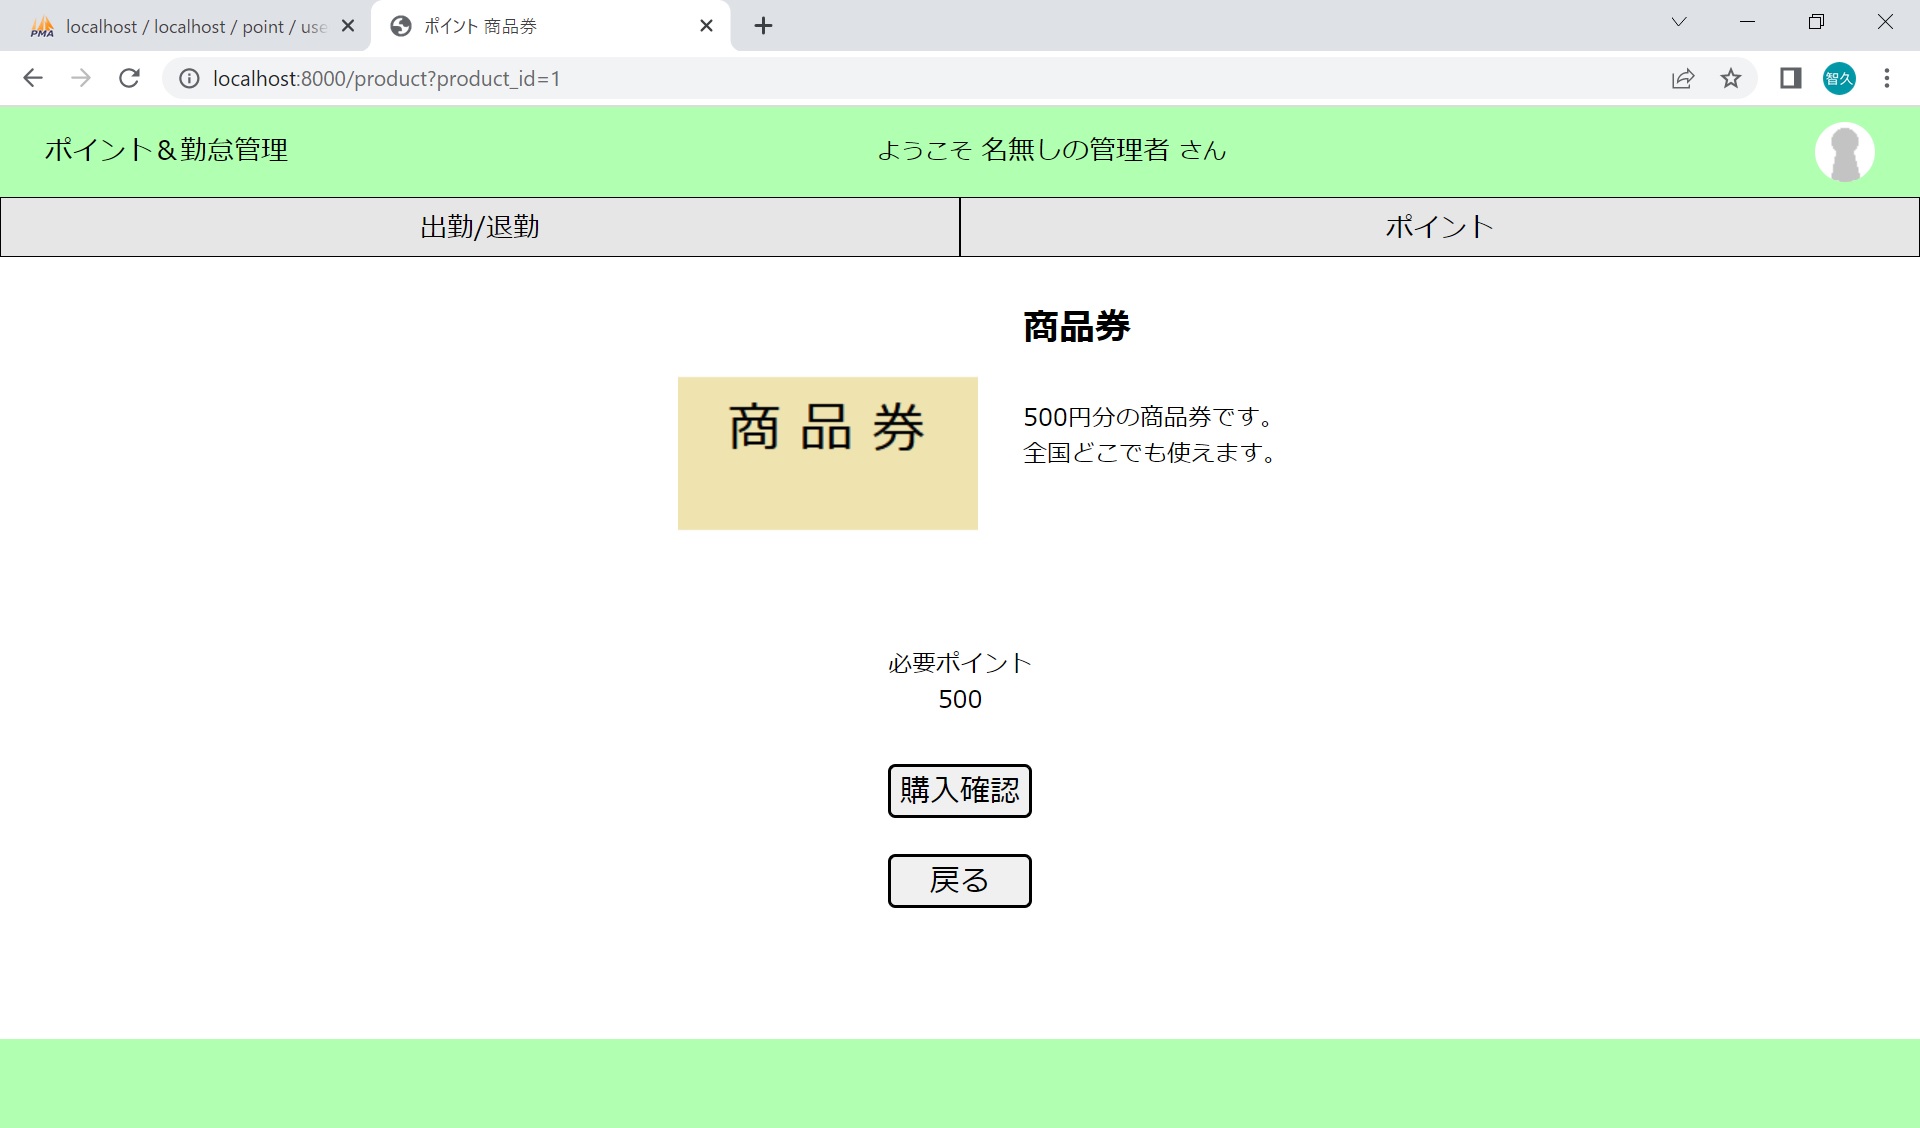 localhost / localhost / point / use
ポイント 商品券
localhost:8000/product?product_id=1
智久
ポイント＆勤怠管理
ようこそ 名無しの管理者 さん
出勤/退勤
ポイント
商品券
商 品 券
500円分の商品券です。
全国どこでも使えます。
必要ポイント
500
購入確認
戻る
PMA